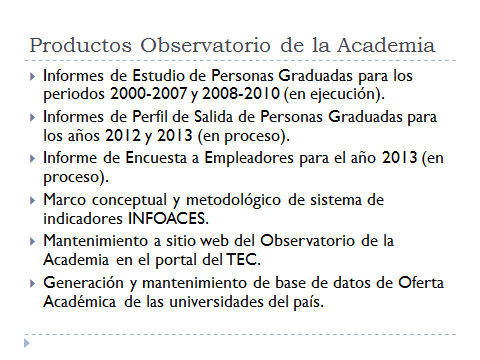 Productos Observatorio de la Academia
Informes de Estudio de Personas Graduadas para los
periodos 2000-2007 y 2008-2010 (en ejecución).
Informes de Perfil de Salida de Personas Graduadas para
los años 2012 y 2013 (en proceso).
Informe de Encuesta a Empleadores para el año 2013 (en
proceso).
Marco conceptual y metodológico de sistema de
indicadores INFOACES.
Mantenimiento a sitio web del Observatorio de la
Academia en el portal del TEC.
Generación y mantenimiento de base de datos de Oferta
Académica de las universidades del país.